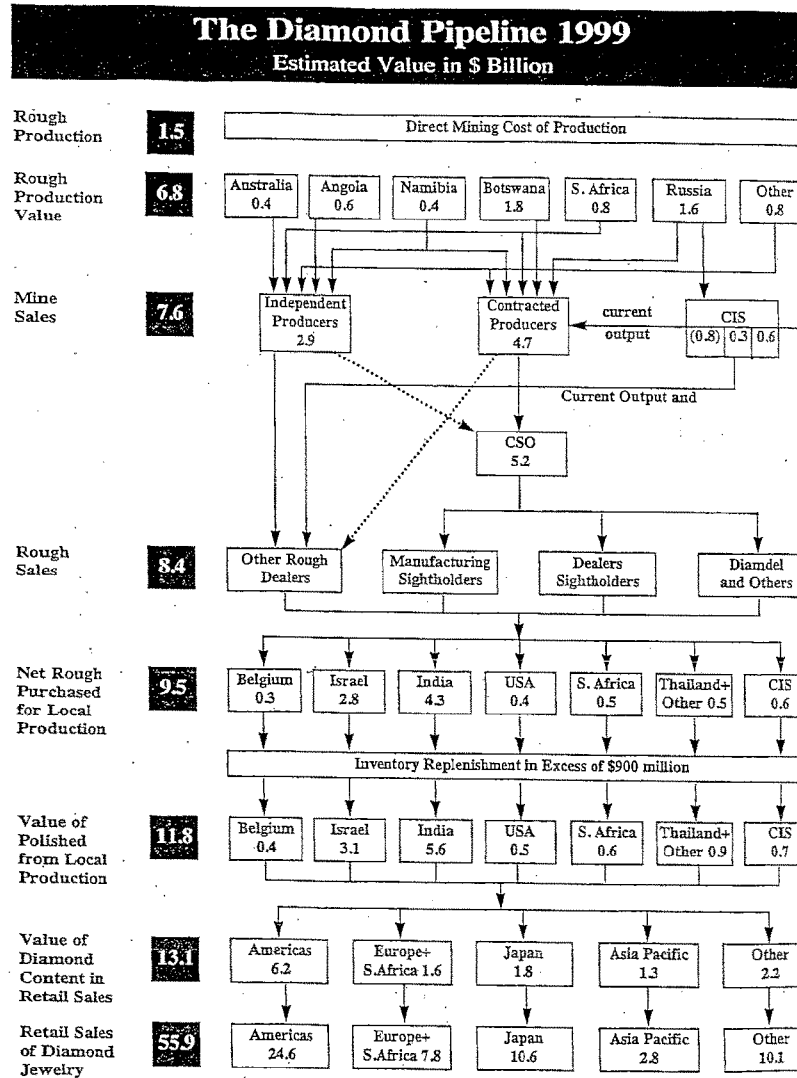 The Diamond Pipeline 1999
Estimated Value in $ Billion
Rough
Production
1.5
Direct Mining Cost of Production
Rough
Production
Value
6.8
Australia
0.4
Angola
0.6
Namibia
0.4
Botswana
1.8
S. Africa
0.8
Russia
1.6
Other
0.8
Mine
Sales
7.6
Independent
Producers
2.9
Contracted
Producers
4.7
current
output
CIS
(0.8) 0.3 0.6
Current Output and
CSO
5.2
Rough
Sales
8.4
Other Rough
Dealers
Manufacturing
Sightholders
Dealers
Sightholders
Diamdel
and Others
Net Rough
Purchased
for Local
Production
9.5
Belgium
0.3
Israel
2.8
India
4.3
USA
0.4
S. Africa
0.5
Thailand+
Other 0.5
CIS
0.6
Inventory Replenishment in Excess of $900 million
Value of
Polished
from Local
Production
11.8
Belgium
0.4
Israel
3.1
India
5.6
USA
0.5
S. Africa
0.6
Thailand+
Other 0.9
CIS
0.7
Value of
Diamond
Content in
Retail Sales
13.1
Americas
6.2
Europe+
S.Africa 1.6
Japan
1.8
Asia Pacific
1.3
Other
2.2
Retail Sales
of Diamond
Jewelry
55.9
Americas
24.6
Europe+
S.Africa 7.8
Japan
10.6
Asia Pacific
2.8
Other
10.1